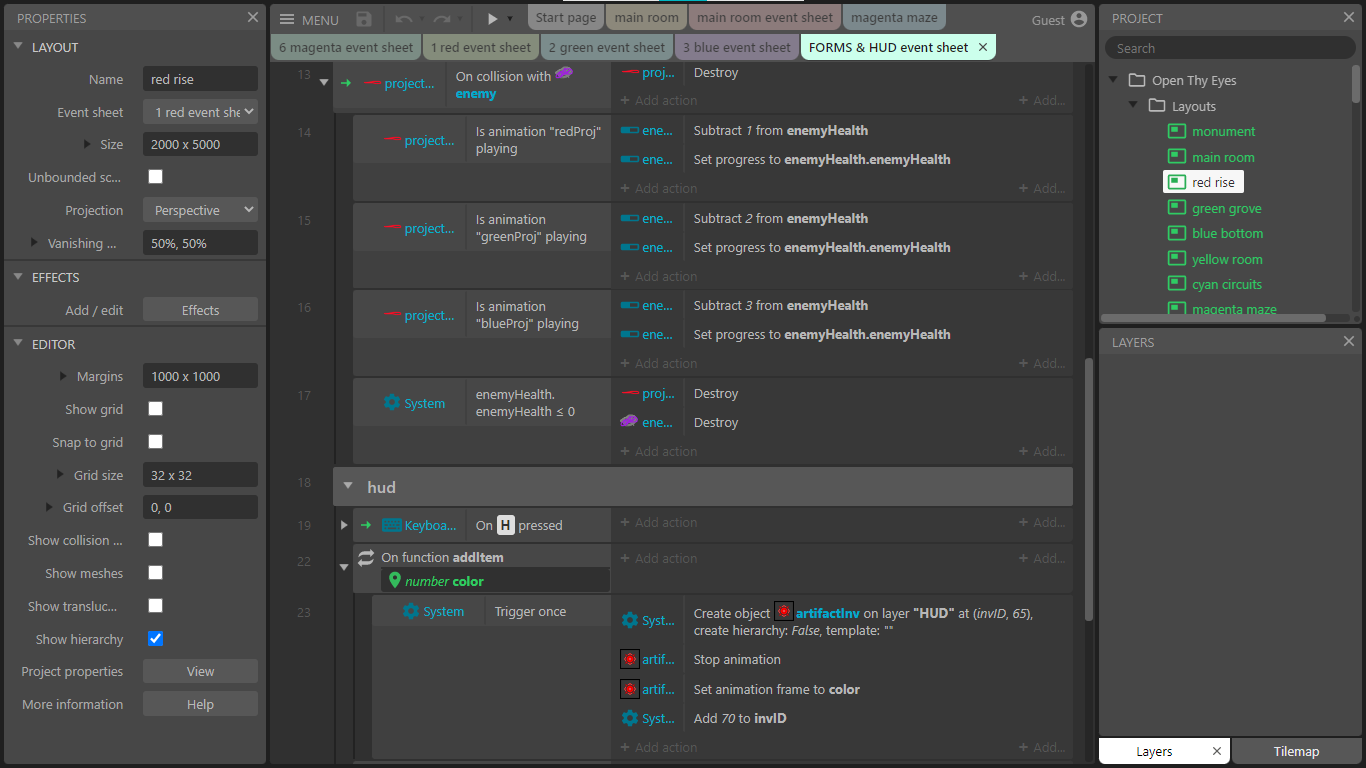 PROPERTIES
LAYOUT
Name
red rise
Event sheet
1 red event she
Size
2000 x 5000
Unbounded sc...
Projection
Perspective
Vanishing ...
50%, 50%
EFFECTS
Add / edit
Effects
EDITOR
Margins
1000 x 1000
Show grid
Snap to grid
Grid size
32 x 32
Grid offset
0, 0
Show collision ...
Show meshes
Show transluc...
Show hierarchy
Project properties
View
More information
Help
MENU
Start page
main room
main room event sheet
magenta maze
Guest
6 magenta event sheet
1 red event sheet
2 green event sheet
3 blue event sheet
FORMS & HUD event sheet
13
project...
On collision with
enemy
proj...
Destroy
Add action
Add...
14
project...
Is animation "redProj"
playing
ene...
Subtract 1 from enemyHealth
ene...
Set progress to enemyHealth.enemyHealth
Add action
Add...
15
project...
Is animation
"greenProj" playing
ene...
Subtract 2 from enemyHealth
ene...
Set progress to enemyHealth.enemyHealth
Add action
Add...
16
project...
Is animation
"blueProj" playing
ene...
Subtract 3 from enemyHealth
ene...
Set progress to enemyHealth.enemyHealth
Add action
Add...
17
System
enemyHealth.
enemyHealth ≤ 0
proj...
Destroy
ene...
Destroy
Add action
Add...
18
hud
19
Keyboa...
On H pressed
Add action
Add...
22
On function addItem
number color
Add action
Add...
23
System
Trigger once
Syst...
Create object artifactInv on layer "HUD" at (invID, 65),
create hierarchy: False, template: ""
artif...
Stop animation
artif...
Set animation frame to color
Syst...
Add 70 to invID
Add action
Add...
PROJECT
Search
Open Thy Eyes
Layouts
monument
main room
red rise
green grove
blue bottom
yellow room
cyan circuits
magenta maze
LAYERS
Layers
Tilemap